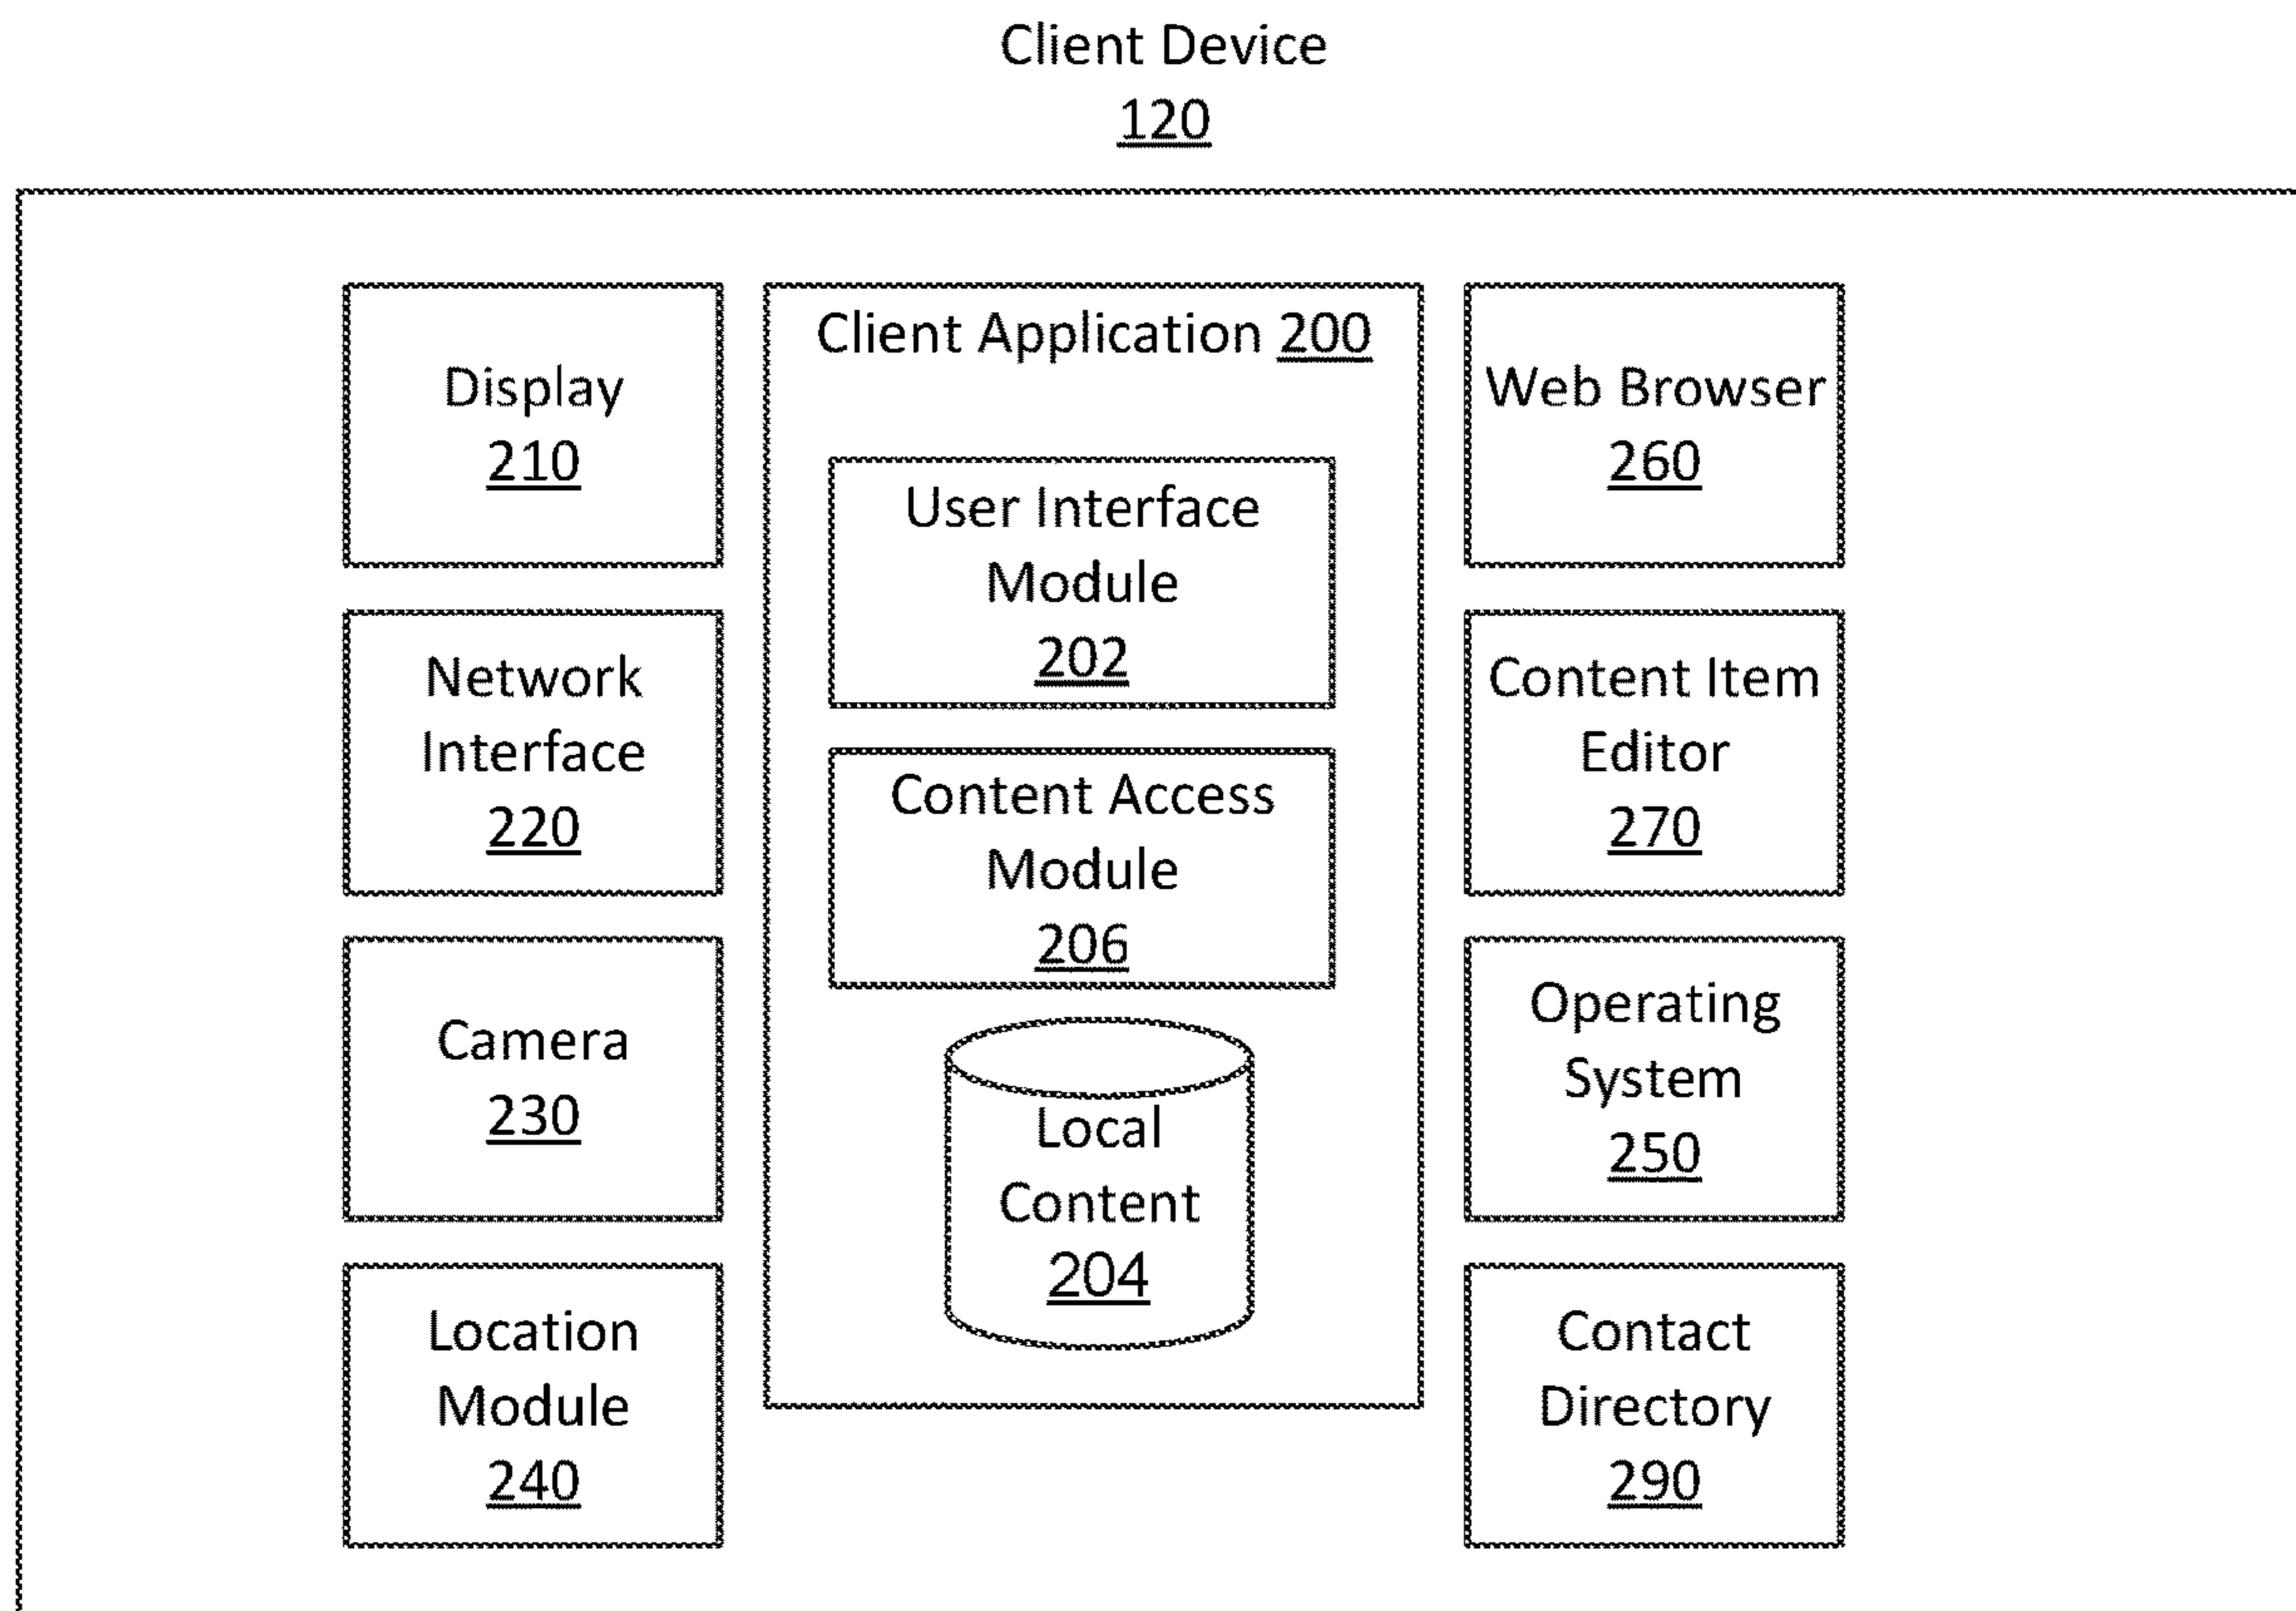 Client Device
120
Display
210
Network
Interface
220
Camera
230
Location
Module
240
Client Application 200
User Interface
Module
202
Content Access
Module
206
Local
Content
204
Web Browser
260
Content Item
Editor
270
Operating
System
250
Contact
Directory
290